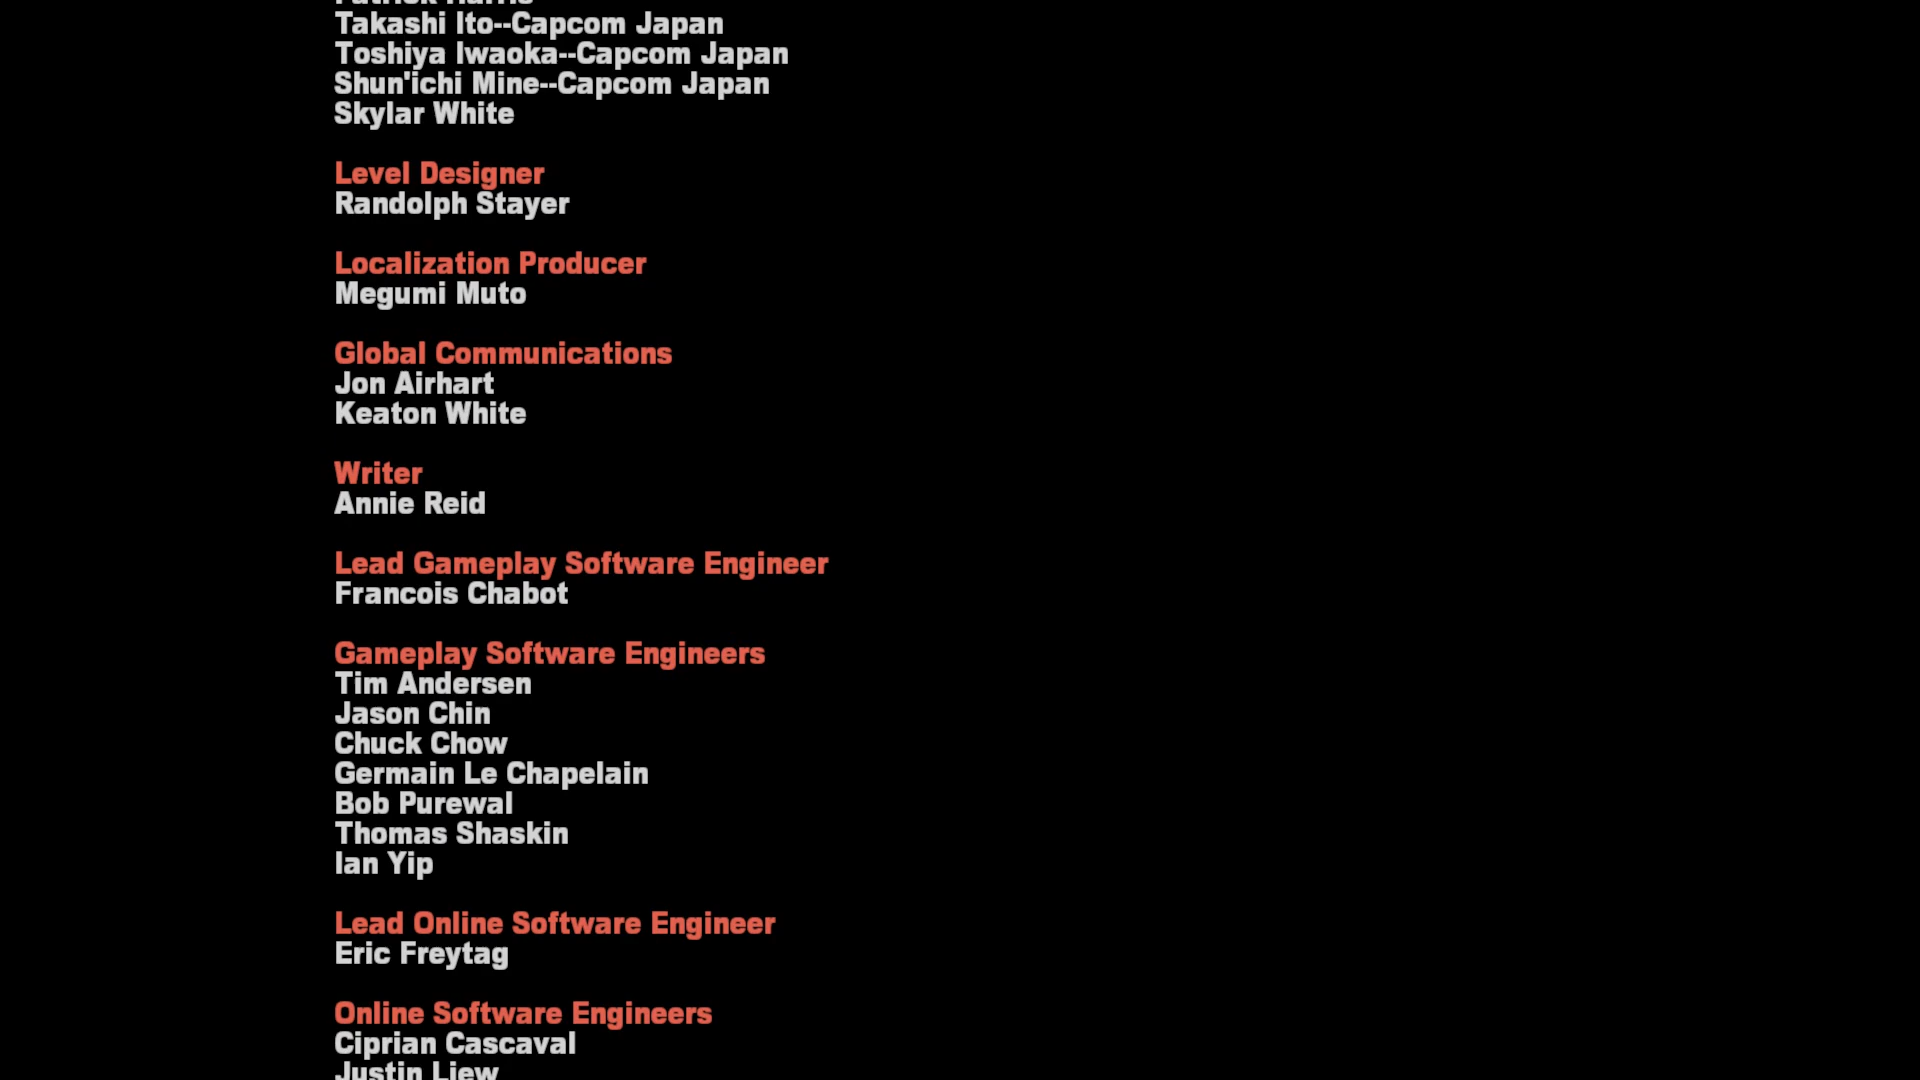 Patrick Harris
Takashi Ito--Capcom Japan
Toshiya Iwaoka--Capcom Japan
Shun'ichi Mine--Capcom Japan
Skylar White
Level Designer
Randolph Stayer
Localization Producer
Megumi Muto
Global Communications
Jon Airhart
Keaton White
Writer
Annie Reid
Lead Gameplay Software Engineer
Francois Chabot
Gameplay Software Engineers
Tim Andersen
Jason Chin
Chuck Chow
Germain Le Chapelain
Bob Purewal
Thomas Shaskin
Ian Yip
Lead Online Software Engineer
Eric Freytag
Online Software Engineers
Ciprian Cascaval
Justin Liew